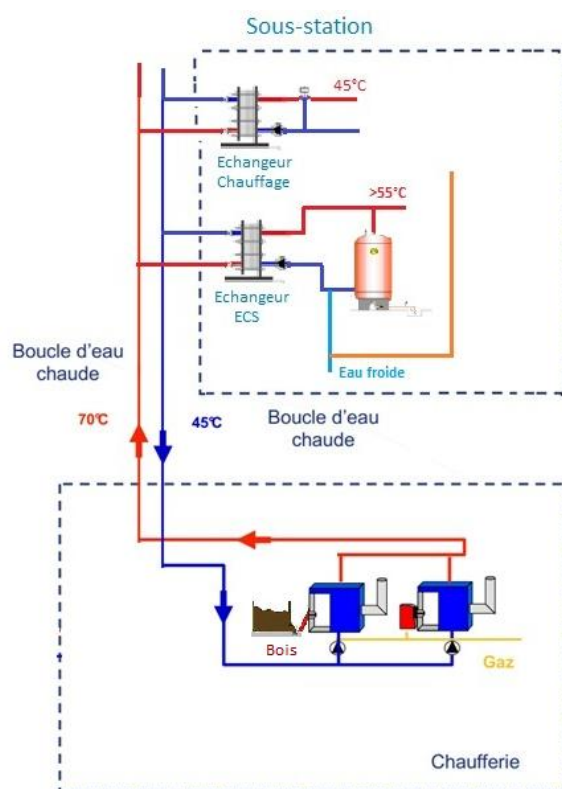 Sous-station
45°C
Echangeur
Chauffage
>55°C
Echangeur
ECS
Eau froide
Boucle d'eau
chaude
70°C
45°C
Boucle d'eau
chaude
Bois
Gaz
Chaufferie